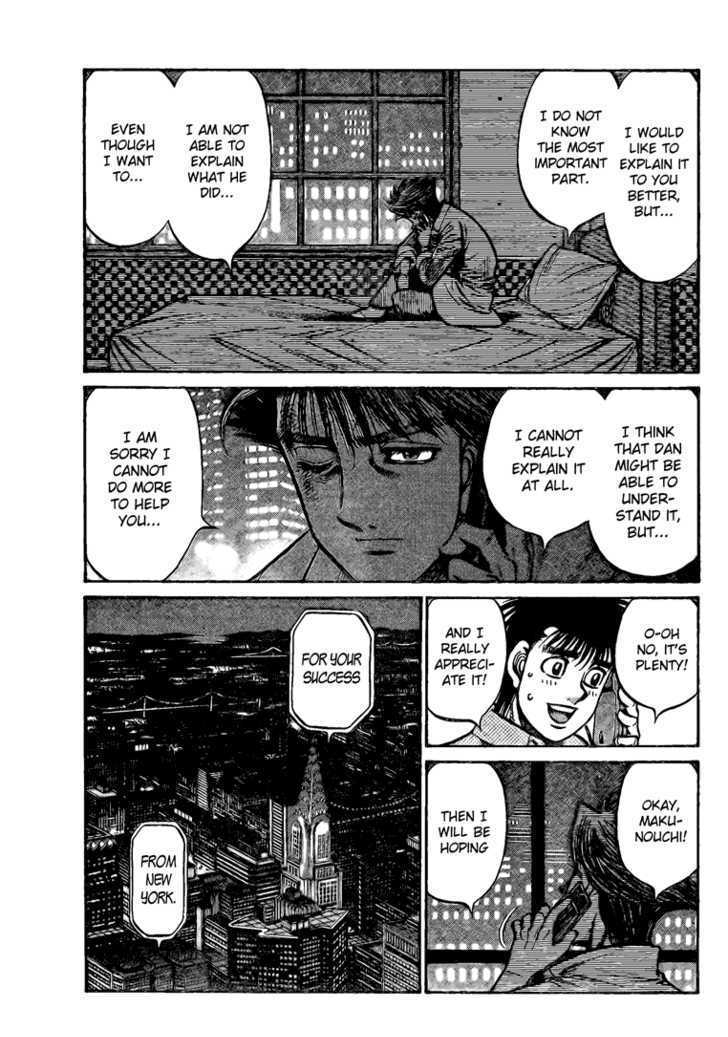 I WOULD
LIKE TO
EXPLAIN IT
TO YOU
BETTER,
BUT...
I DO NOT
KNOW
THE MOST
IMPORTANT
PART.
I AM NOT
ABLE TO
EXPLAIN
WHAT HE
DID...
EVEN
THOUGH
I WANT
TO...
I THINK
THAT DAN
MIGHT BE
ABLE TO
UNDER-
STAND IT,
BUT...
I CANNOT
REALLY
EXPLAIN IT
AT ALL.
I AM
SORRY I
CANNOT
DO MORE
TO HELP
YOU...
O-OH
NO, IT'S
PLENTY!
AND I
REALLY
APPRECI-
ATE IT!
OKAY,
MAKU-
NOUCHI!
THEN I
WILL BE
HOPING
FOR YOUR
SUCCESS
FROM
NEW
YORK.